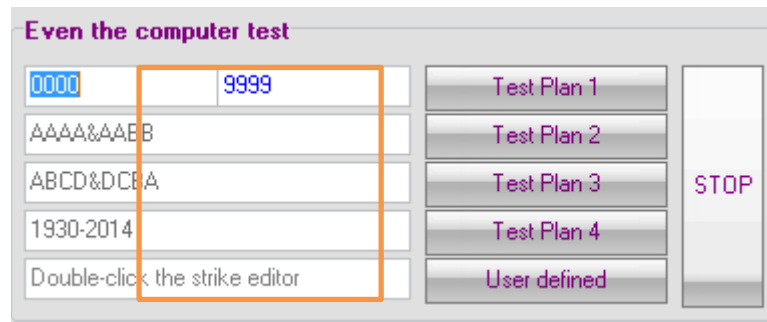 Even the computer test
0000 9999 Test Plan 1
AAAA&AABB Test Plan 2
ABCD&DCBA Test Plan 3 STOP
1930-2014 Test Plan 4
Double-click the strike editor User defined